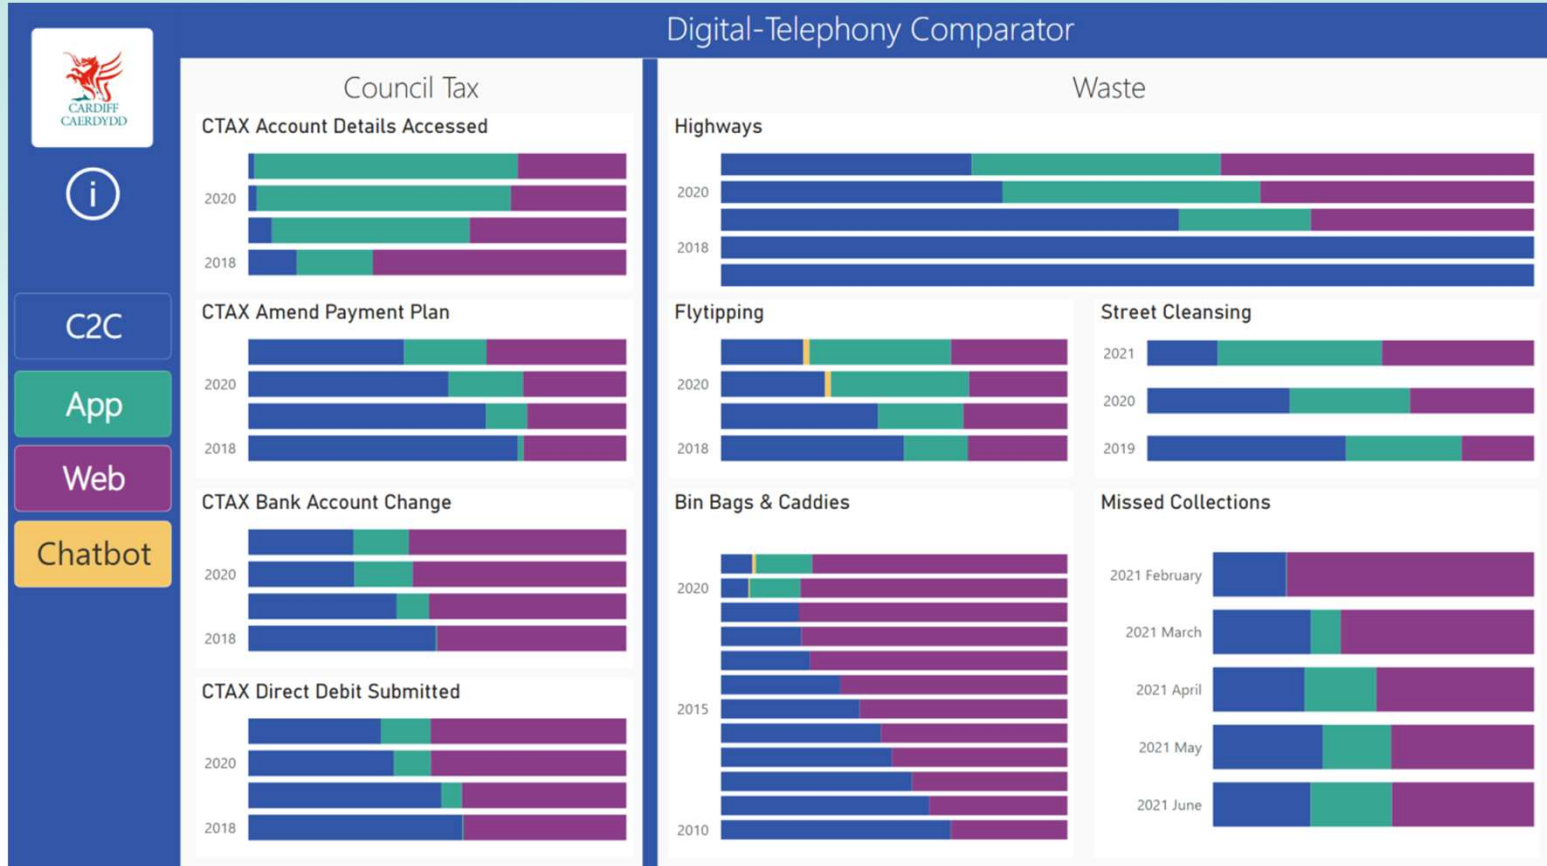 Digital-Telephony Comparator
CARDIFF
CAERDYDD
i
C2C
App
Web
Chatbot
Council Tax
CTAX Account Details Accessed
2020
2018
CTAX Amend Payment Plan
2020
2018
CTAX Bank Account Change
2020
2018
CTAX Direct Debit Submitted
2020
2018
Waste
Highways
2020
2018
Flytipping
2020
2018
Street Cleansing
2021
2020
2019
Bin Bags & Caddies
2020
2015
2010
Missed Collections
2021 February
2021 March
2021 April
2021 May
2021 June